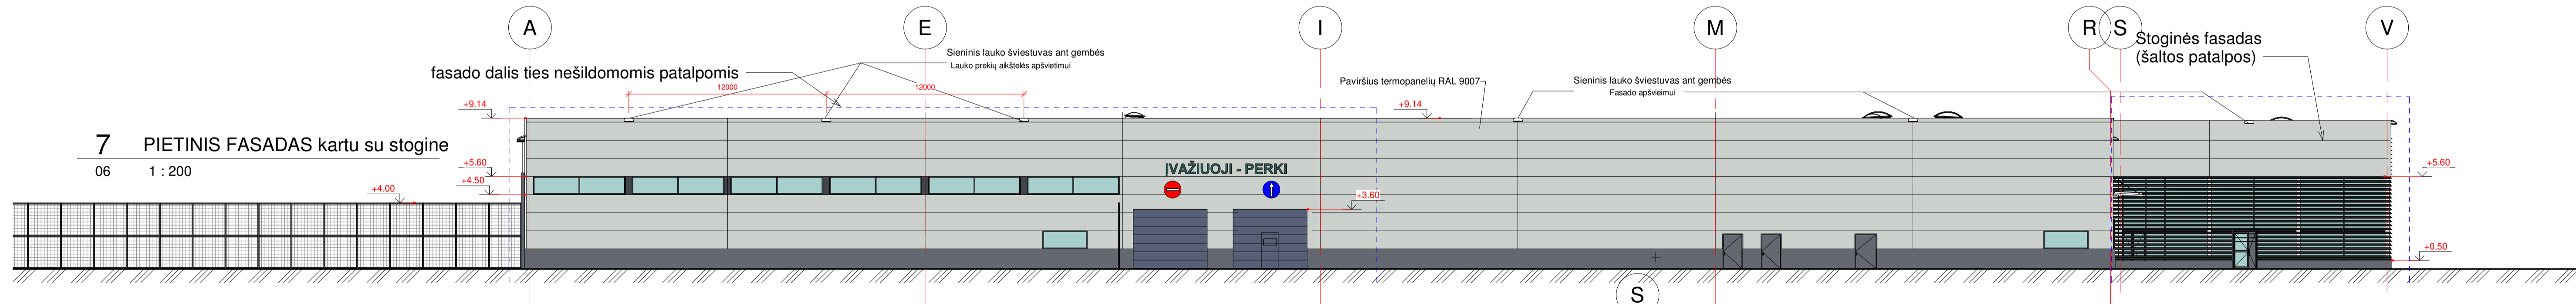 A
E
I
M
R
S
V
Sieninis lauko šviestuvas ant gembės
Lauko prekių aikštelės apšvietimui
fasado dalis ties nešildomomis patalpomis
Stoginės fasadas
(šaltos patalpos)
Paviršius termopanelių RAL 9007
Sieninis lauko šviestuvas ant gembės
Fasado apšvieimui
12000
12000
+9.14
+9.14
7 PIETINIS FASADAS kartu su stogine
06 1 : 200
+5.60
+4.50
+4.00
ĮVAŽIUOJI - PERKI
+3.60
+5.60
+0.50
S